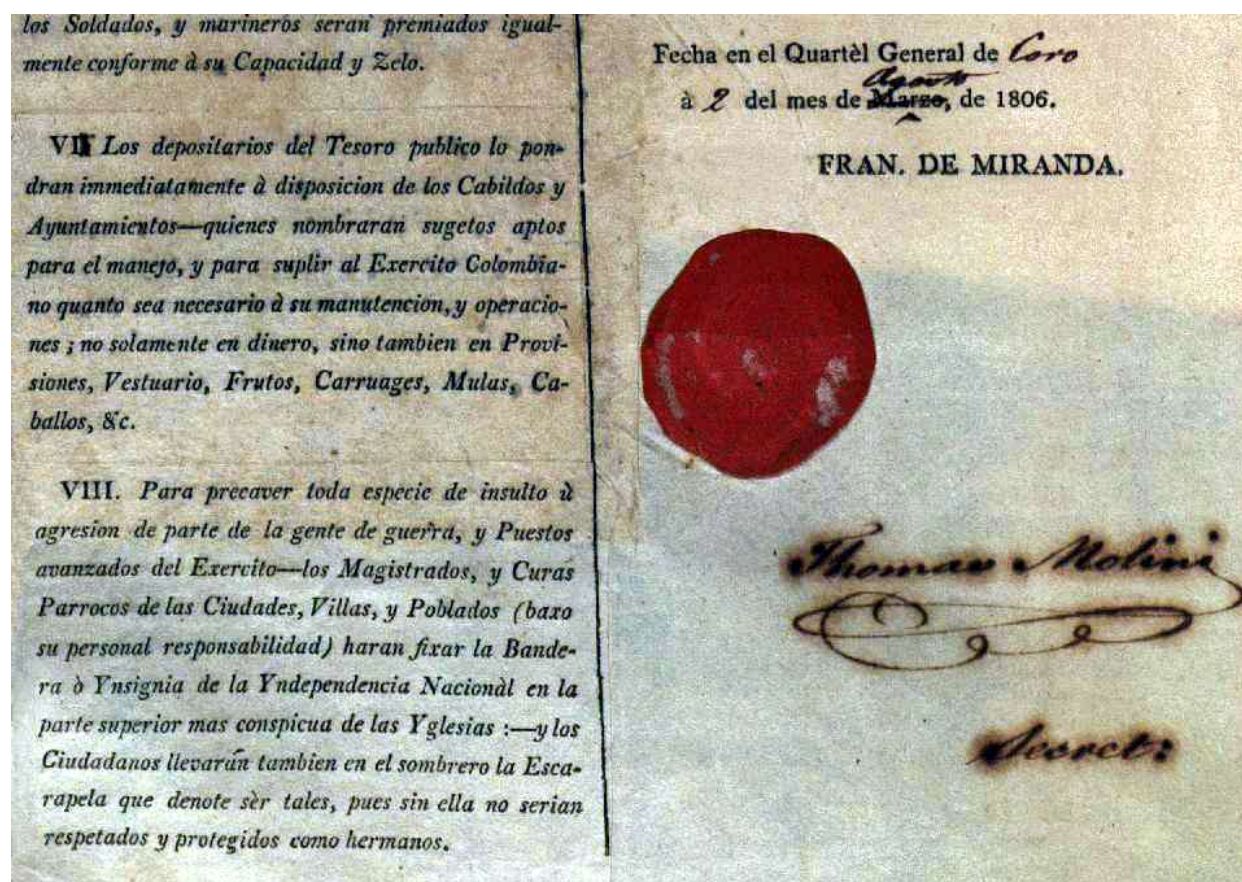 los Soldados, y marineros seran premiados igual-
mente conforme à su Capacidad y Zelo.
VII Los depositarios del Tesoro publico lo pon-
dran immediatamente à disposicion de los Cabildos y
Ayuntamientos—quienes nombraran sugetos aptos
para el manejo, y para suplir al Exercito Colombia-
no quanto sea necesario à su manutencion, y operacio-
nes ; no solamente en dinero, sino tambien en Provi-
siones, Vestuario, Frutos, Carruages, Mulas, Ca-
ballos, &c.
VIII. Para precaver toda especie de insulto ù
agresion de parte de la gente de guerra, y Puestos
avanzados del Exercito—los Magistrados, y Curas
Parrocos de las Ciudades, Villas, y Poblados (baxo
su personal responsabilidad) haran fixar la Bande-
ra ò Ynsignia de la Yndependencia Nacionàl en la
parte superior mas conspicua de las Yglesias :—y los
Ciudadanos llevarán tambien en el sombrero la Esca-
rapela que denote sèr tales, pues sin ella no serian
respetados y protegidos como hermanos.
Fecha en el Quartèl General de Coro
Agosto
à 2 del mes de Marzo, de 1806.
FRAN. DE MIRANDA.
Thomas Molini
Secret: